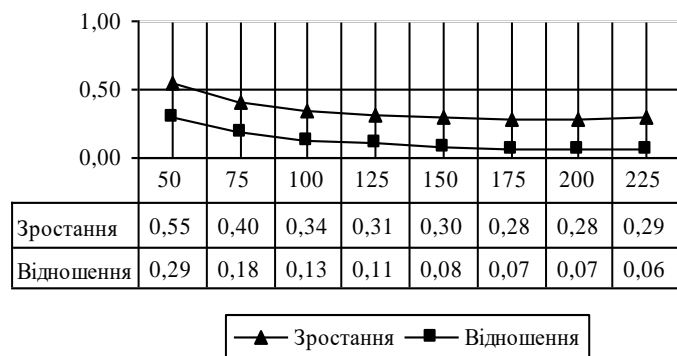 1,00
0,50
0,00
50 75 100 125 150 175 200 225
Зростання 0,55 0,40 0,34 0,31 0,30 0,28 0,28 0,29
Відношення 0,29 0,18 0,13 0,11 0,08 0,07 0,07 0,06
Зростання Відношення